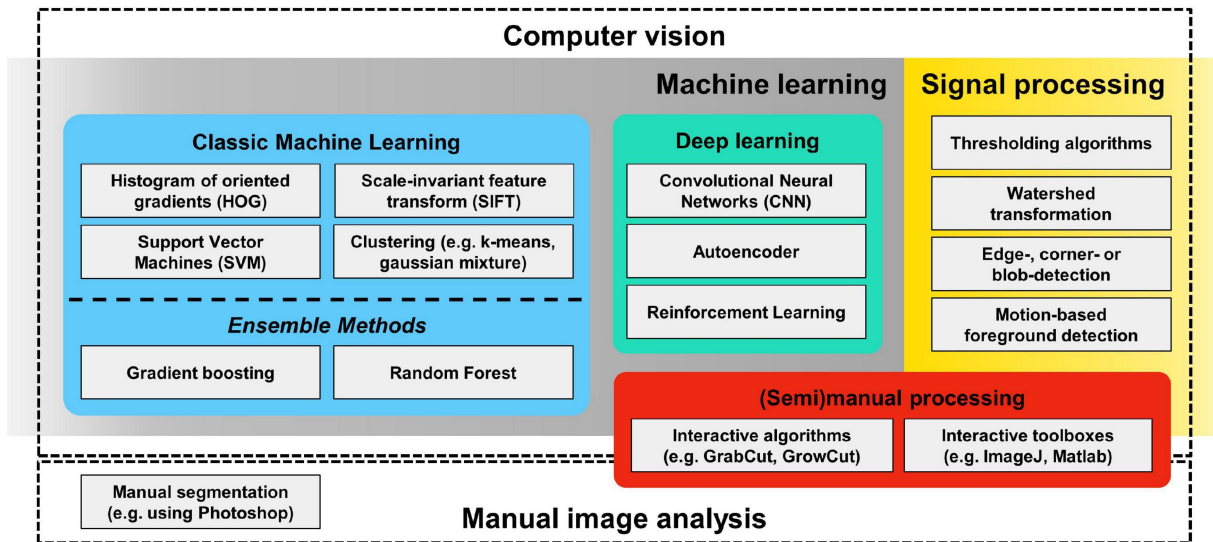 Computer vision
Machine learning
Signal processing
Classic Machine Learning
Histogram of oriented
gradients (HOG)
Scale-invariant feature
transform (SIFT)
Support Vector
Machines (SVM)
Clustering (e.g. k-means,
gaussian mixture)
Ensemble Methods
Gradient boosting
Random Forest
Deep learning
Convolutional Neural
Networks (CNN)
Autoencoder
Reinforcement Learning
Thresholding algorithms
Watershed
transformation
Edge-, corner- or
blob-detection
Motion-based
foreground detection
(Semi)manual processing
Interactive algorithms
(e.g. GrabCut, GrowCut)
Interactive toolboxes
(e.g. ImageJ, Matlab)
Manual segmentation
(e.g. using Photoshop)
Manual image analysis